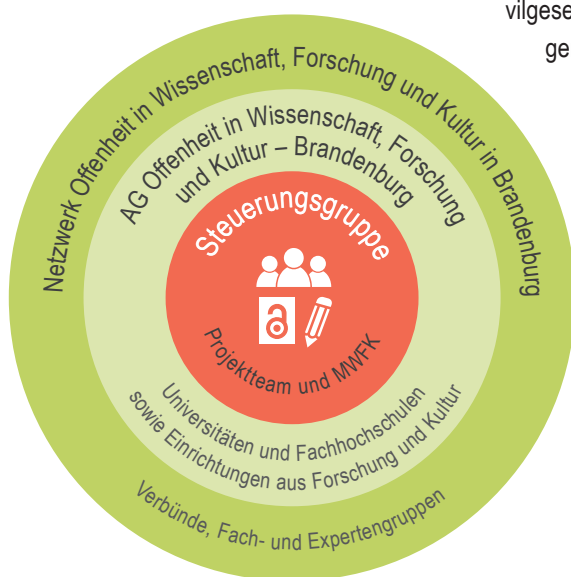 vilgese
ge
Netzwerk Offenheit in Wissenschaft, Forschung und Kultur in Brandenburg
AG Offenheit in Wissenschaft, Forschung
und Kultur – Brandenburg
Steuerungsgruppe
Projektteam und MWFK
Universitäten und Fachhochschulen
sowie Einrichtungen aus Forschung und Kultur
Verbünde, Fach- und Expertengruppen